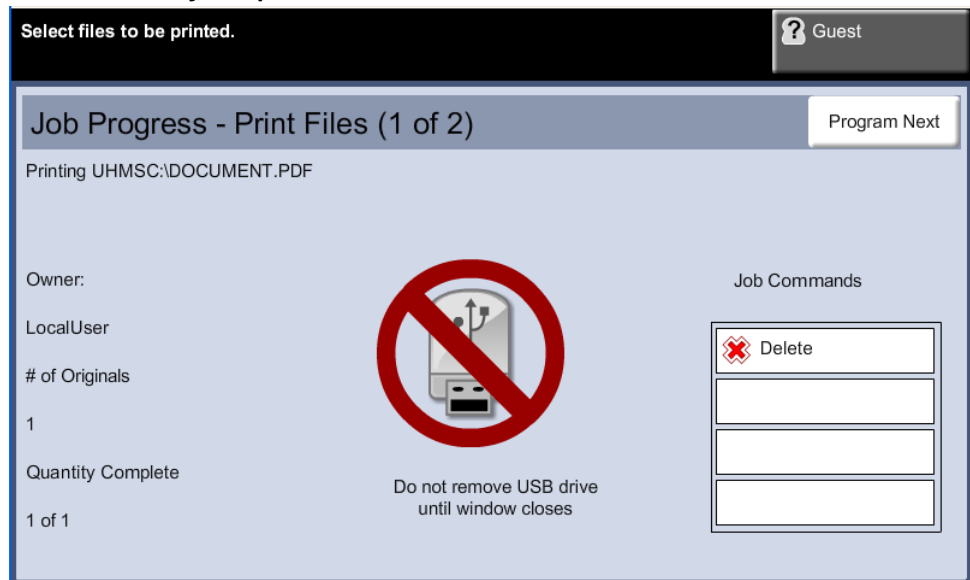 Select files to be printed.
Guest
Job Progress - Print Files (1 of 2)
Program Next
Printing UHMSC:\DOCUMENT.PDF
Owner:
Job Commands
LocalUser
Delete
# of Originals
1
Quantity Complete
Do not remove USB drive
until window closes
1 of 1